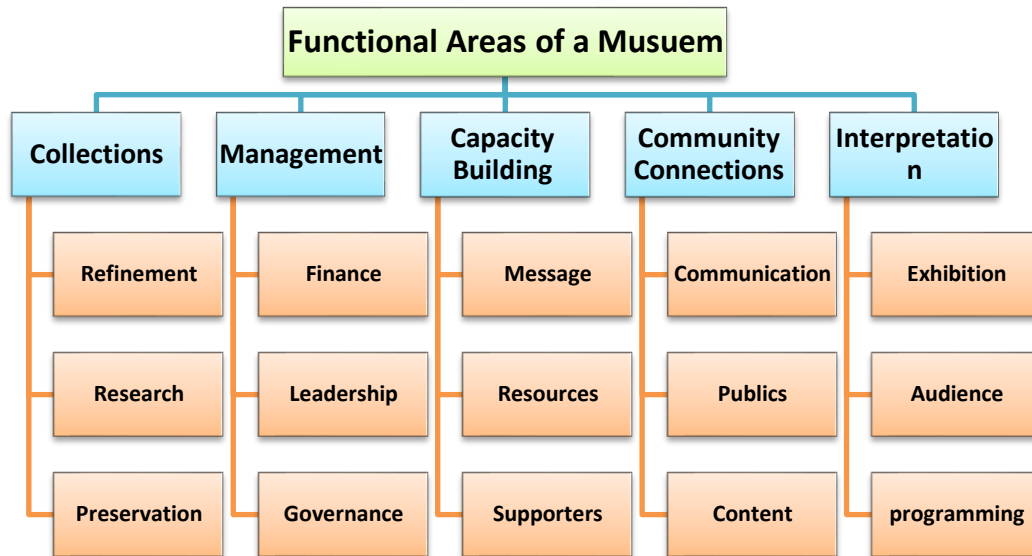 Functional Areas of a Musuem
Collections
Management
Capacity
Building
Community
Connections
Interpretatio
n
Refinement
Finance
Message
Communication
Exhibition
Research
Leadership
Resources
Publics
Audience
Preservation
Governance
Supporters
Content
programming